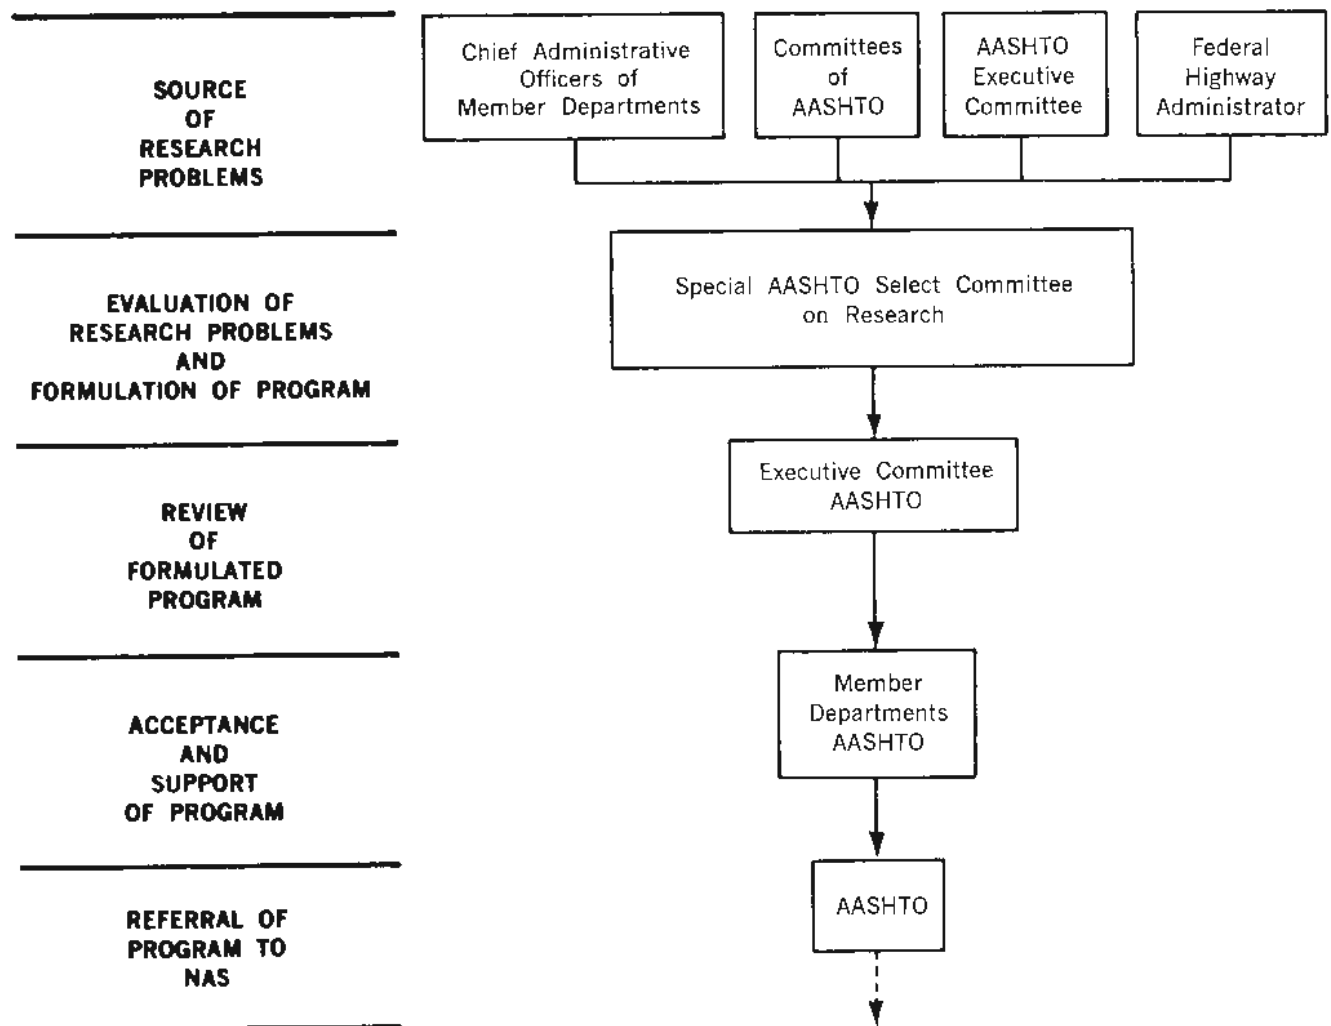 SOURCE
OF
RESEARCH
PROBLEMS
Chief Administrative
Officers of
Member Departments
Committees
of
AASHTO
AASHTO
Executive
Committee
Federal
Highway
Administrator
EVALUATION OF
RESEARCH PROBLEMS
AND
FORMULATION OF PROGRAM
Special AASHTO Select Committee
on Research
REVIEW
OF
FORMULATED
PROGRAM
Executive Committee
AASHTO
ACCEPTANCE
AND
SUPPORT
OF PROGRAM
Member
Departments
AASHTO
REFERRAL OF
PROGRAM TO
NAS
AASHTO